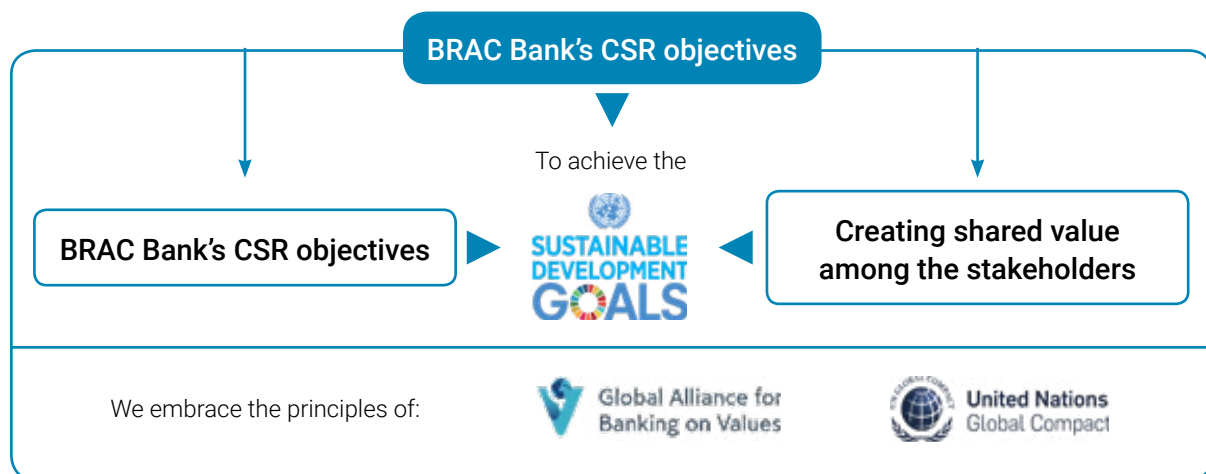 BRAC Bank's CSR objectives
To achieve the
SUSTAINABLE
DEVELOPMENT
GOALS
BRAC Bank's CSR objectives
Creating shared value
among the stakeholders
We embrace the principles of:
Global Alliance for
Banking on Values
United Nations
Global Compact